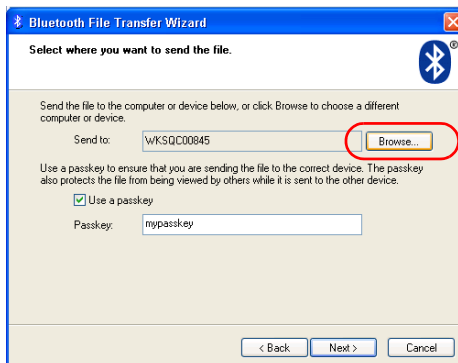 Bluetooth File Transfer Wizard
Select where you want to send the file.
®
Send the file to the computer or device below, or click Browse to choose a different
computer or device.
Send to: WKSQC00845 Browse...
Use a passkey to ensure that you are sending the file to the correct device. The passkey
also protects the file from being viewed by others while it is sent to the other device.
Use a passkey
Passkey: mypasskey
< Back Next > Cancel